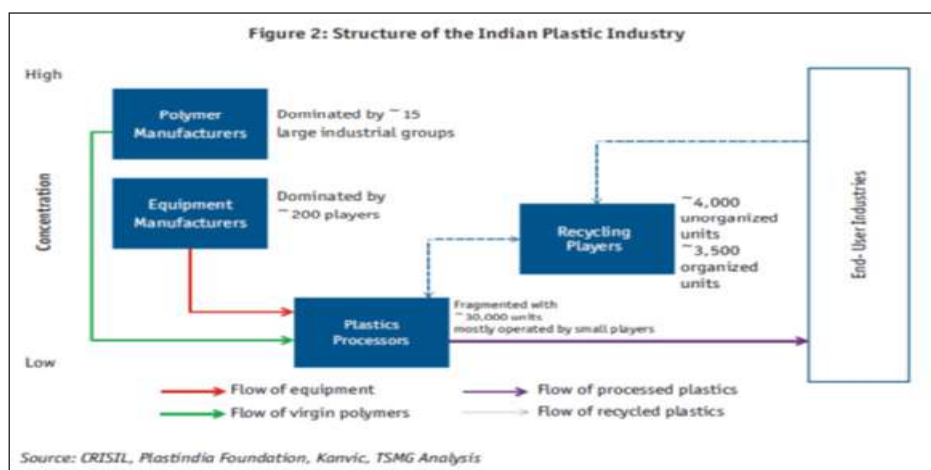 Figure 2: Structure of the Indian Plastic Industry
High
Polymer
Manufacturers
Dominated by ~15
large industrial groups
Concentration
Equipment
Manufacturers
Dominated by
~200 players
Recycling
Players
~4,000
unorganized
units
~3,500
organized
units
End- User Industries
Plastics
Processors
Fragmented with
~30,000 units
mostly operated by small players
Low
Flow of equipment
Flow of processed plastics
Flow of virgin polymers
Flow of recycled plastics
Source: CRISIL, Plastindia Foundation, Kanvic, TSMG Analysis